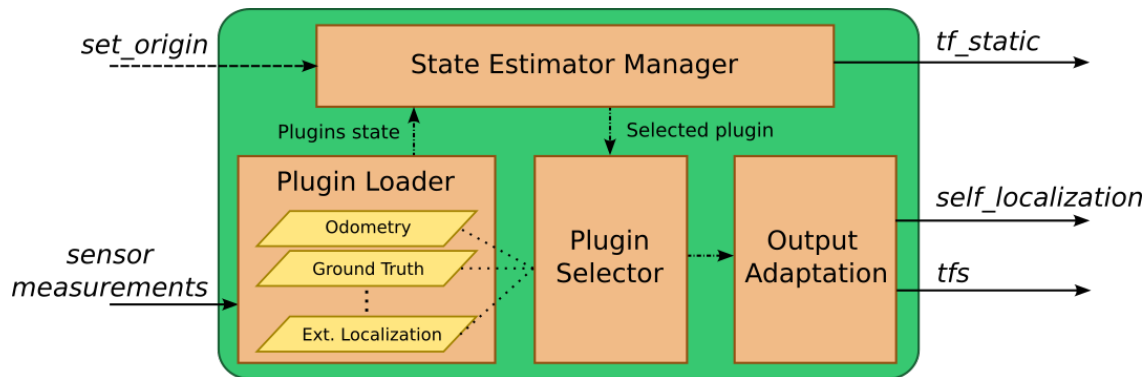 set_origin
State Estimator Manager
tf_static
Plugins state
Selected plugin
Plugin Loader
Odometry
Ground Truth
Ext. Localization
sensor
measurements
Plugin
Selector
Output
Adaptation
self_localization
tfs